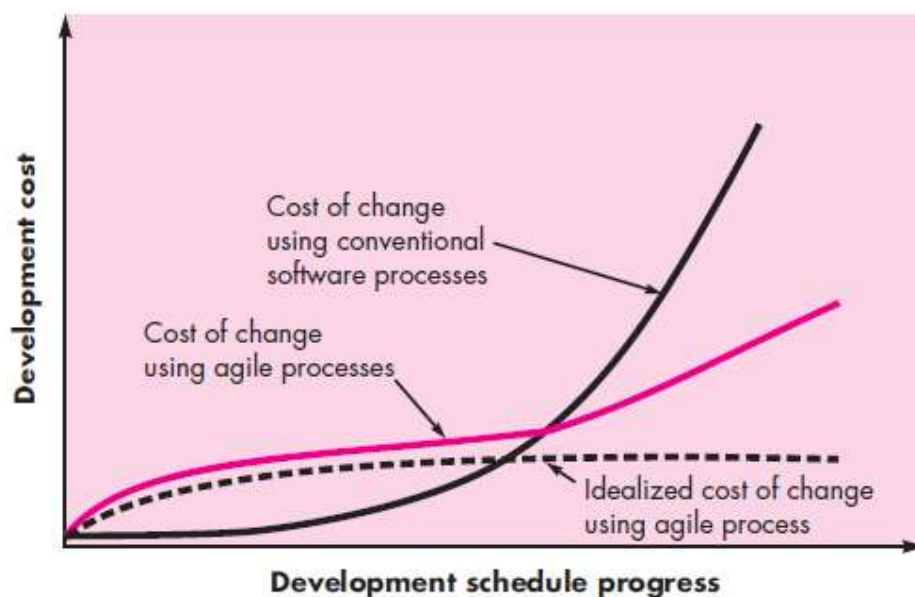 Development cost
Cost of change
using conventional
software processes
Cost of change
using agile processes
Idealized cost of change
using agile process
Development schedule progress